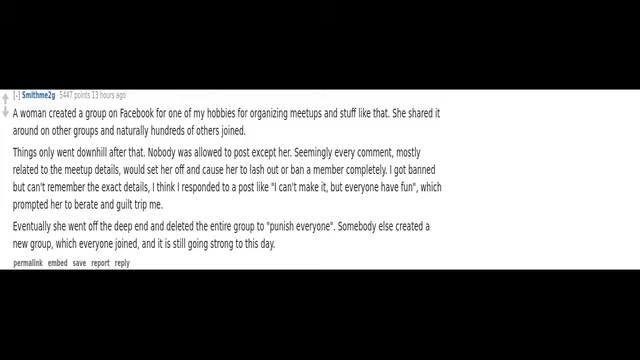 [-] Smithme2g 5447 points 13 hours ago
A woman created a group on Facebook for one of my hobbies for organizing meetups and stuff like that. She shared it
around on other groups and naturally hundreds of others joined.
Things only went downhill after that. Nobody was allowed to post except her. Seemingly every comment, mostly
related to the meetup details, would set her off and cause her to lash out or ban a member completely. I got banned
but can't remember the exact details, I think I responded to a post like "I can't make it, but everyone have fun", which
prompted her to berate and guilt trip me.
Eventually she went off the deep end and deleted the entire group to "punish everyone". Somebody else created a
new group, which everyone joined, and it is still going strong to this day.
permalink embed save report reply